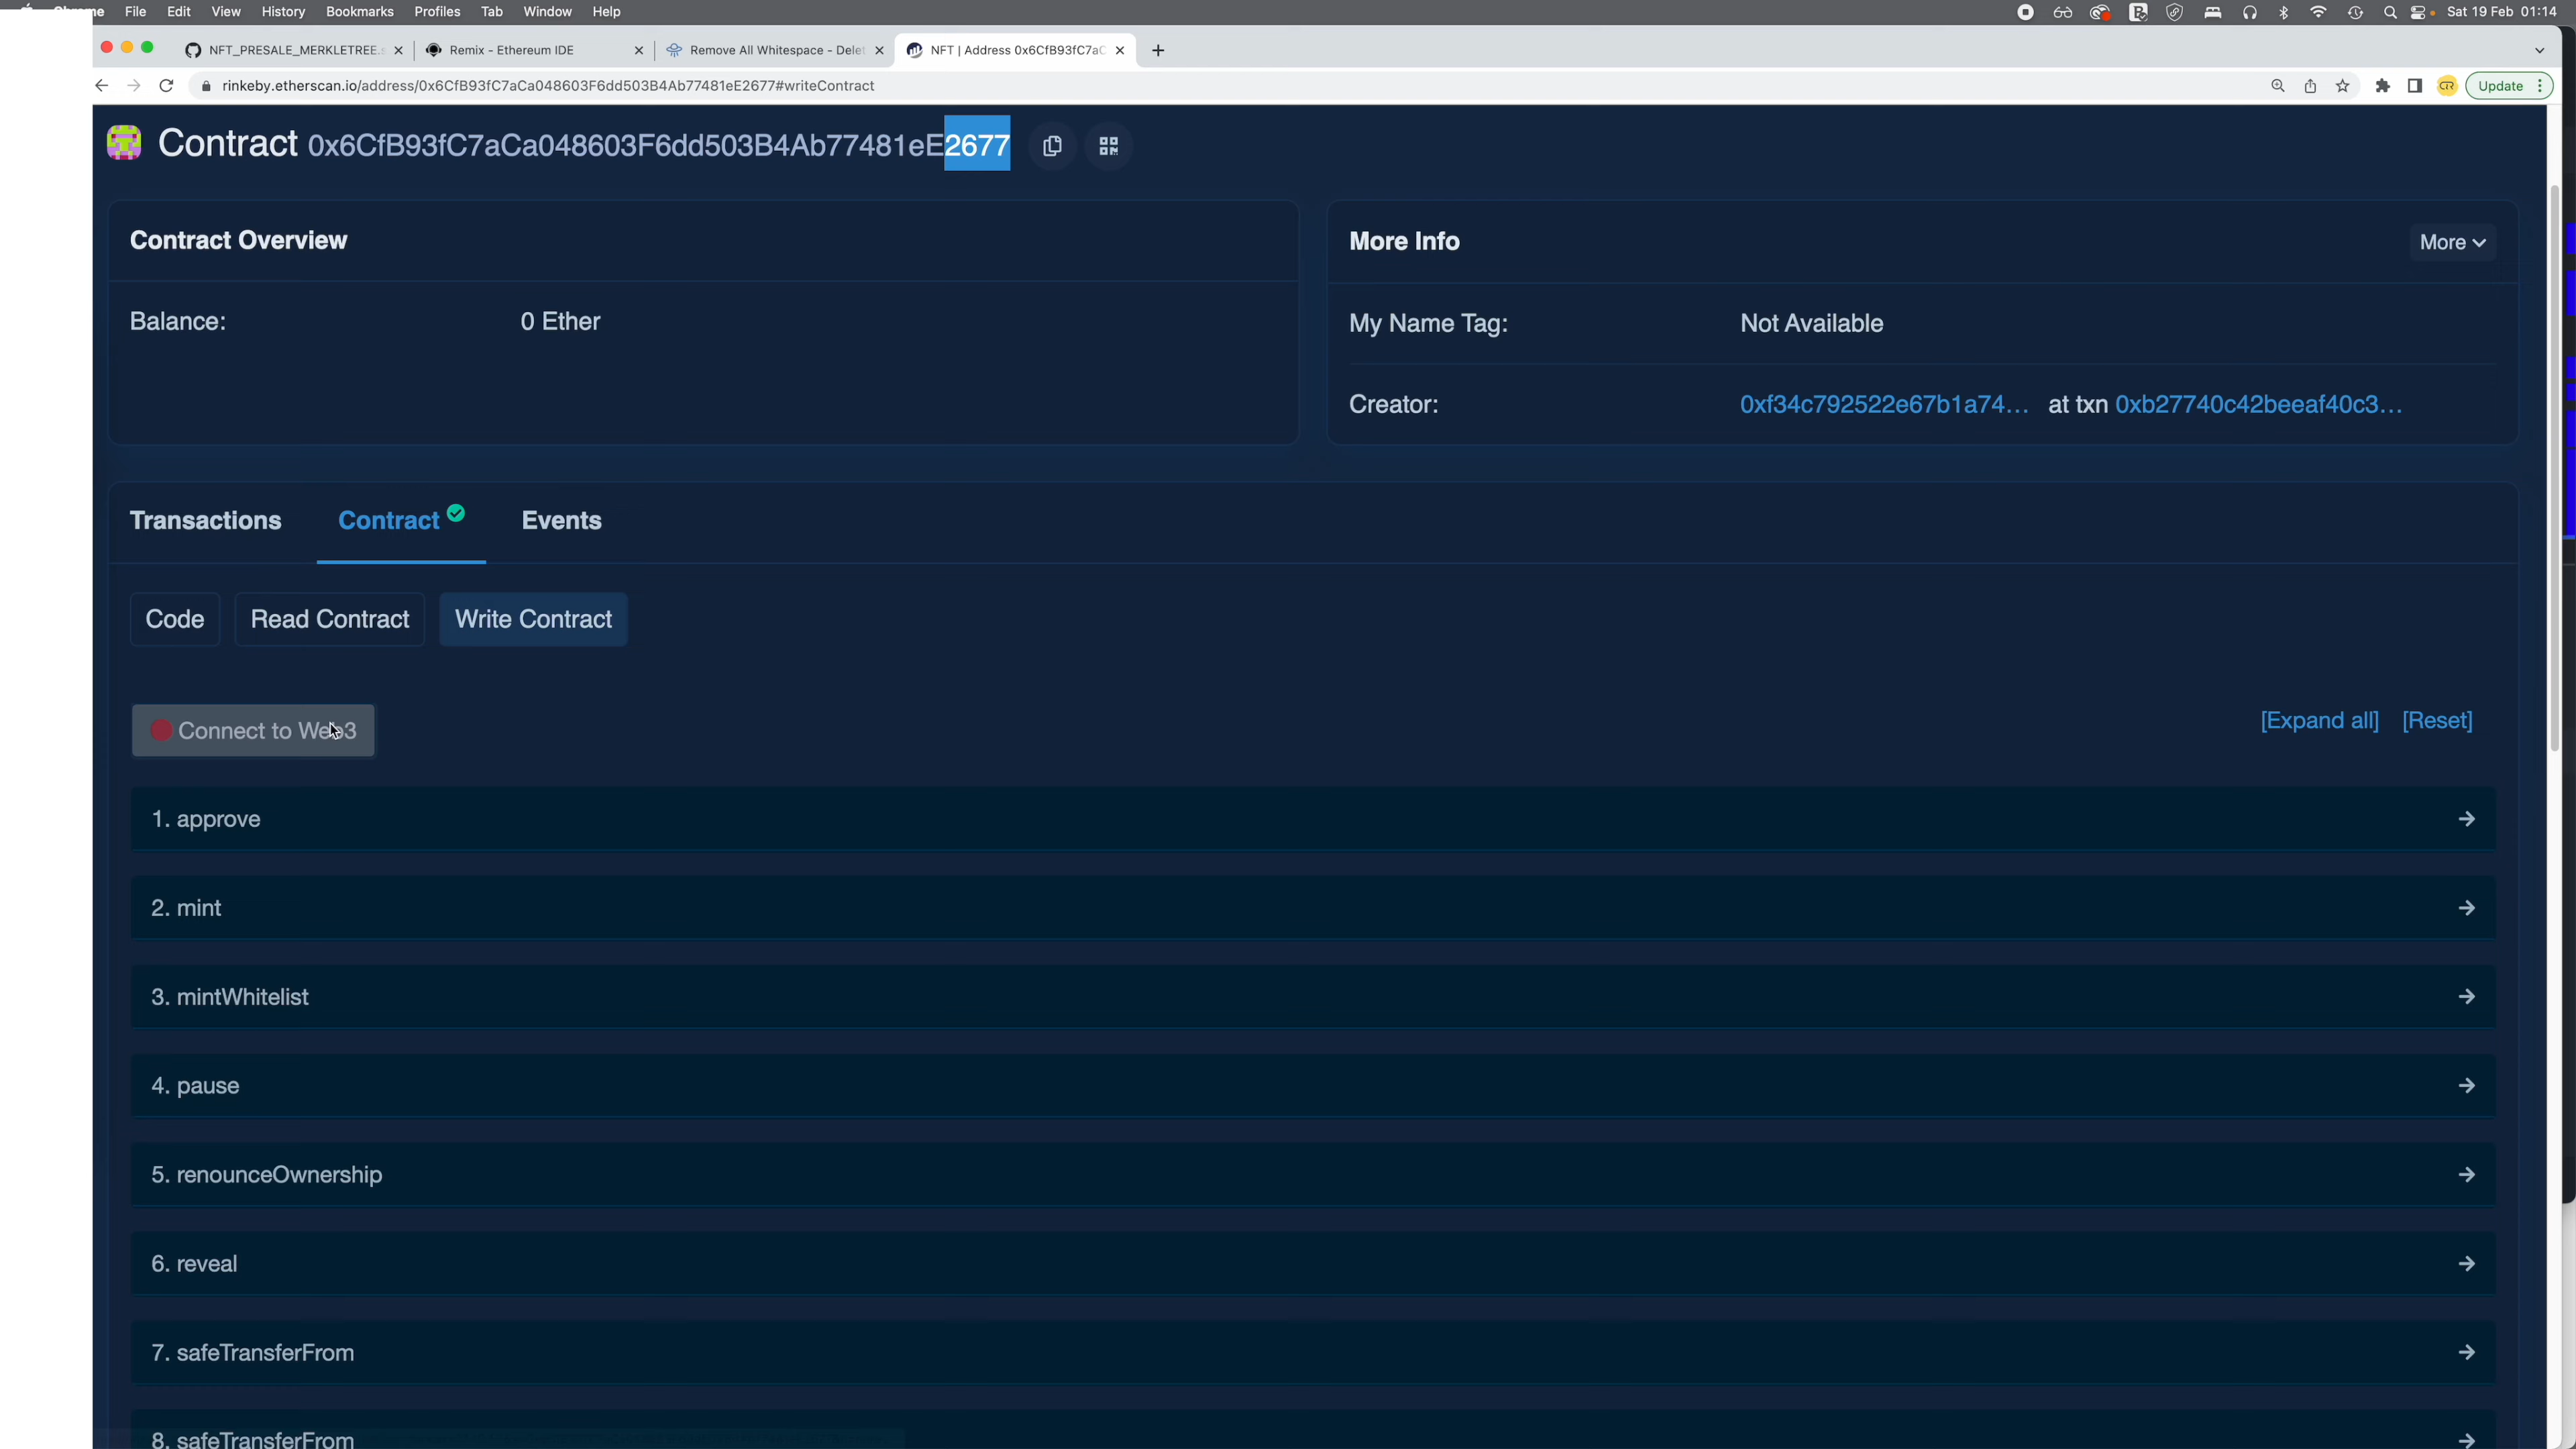 File Edit View History Bookmarks Profiles Tab Window Help
Sat 19 Feb 01:14
NFT_PRESALE_MERKLETREE.
Remix - Ethereum IDE
Remove All Whitespace - Delet
NFT | Address 0x6CfB93fC7aC
rinkeby.etherscan.io/address/0x6CfB93fC7aCa048603F6dd503B4Ab77481eE2677#writeContract
Update
Contract 0x6CfB93fC7aCa048603F6dd503B4Ab77481eE2677
Contract Overview
Balance: 0 Ether
More Info
More
My Name Tag: Not Available
Creator: 0xf34c792522e67b1a74... at txn 0xb27740c42beeaf40c3...
Transactions Contract Events
Code Read Contract Write Contract
Connect to Web3
[Expand all] [Reset]
1. approve
2. mint
3. mintWhitelist
4. pause
5. renounceOwnership
6. reveal
7. safeTransferFrom
8. safeTransferFrom